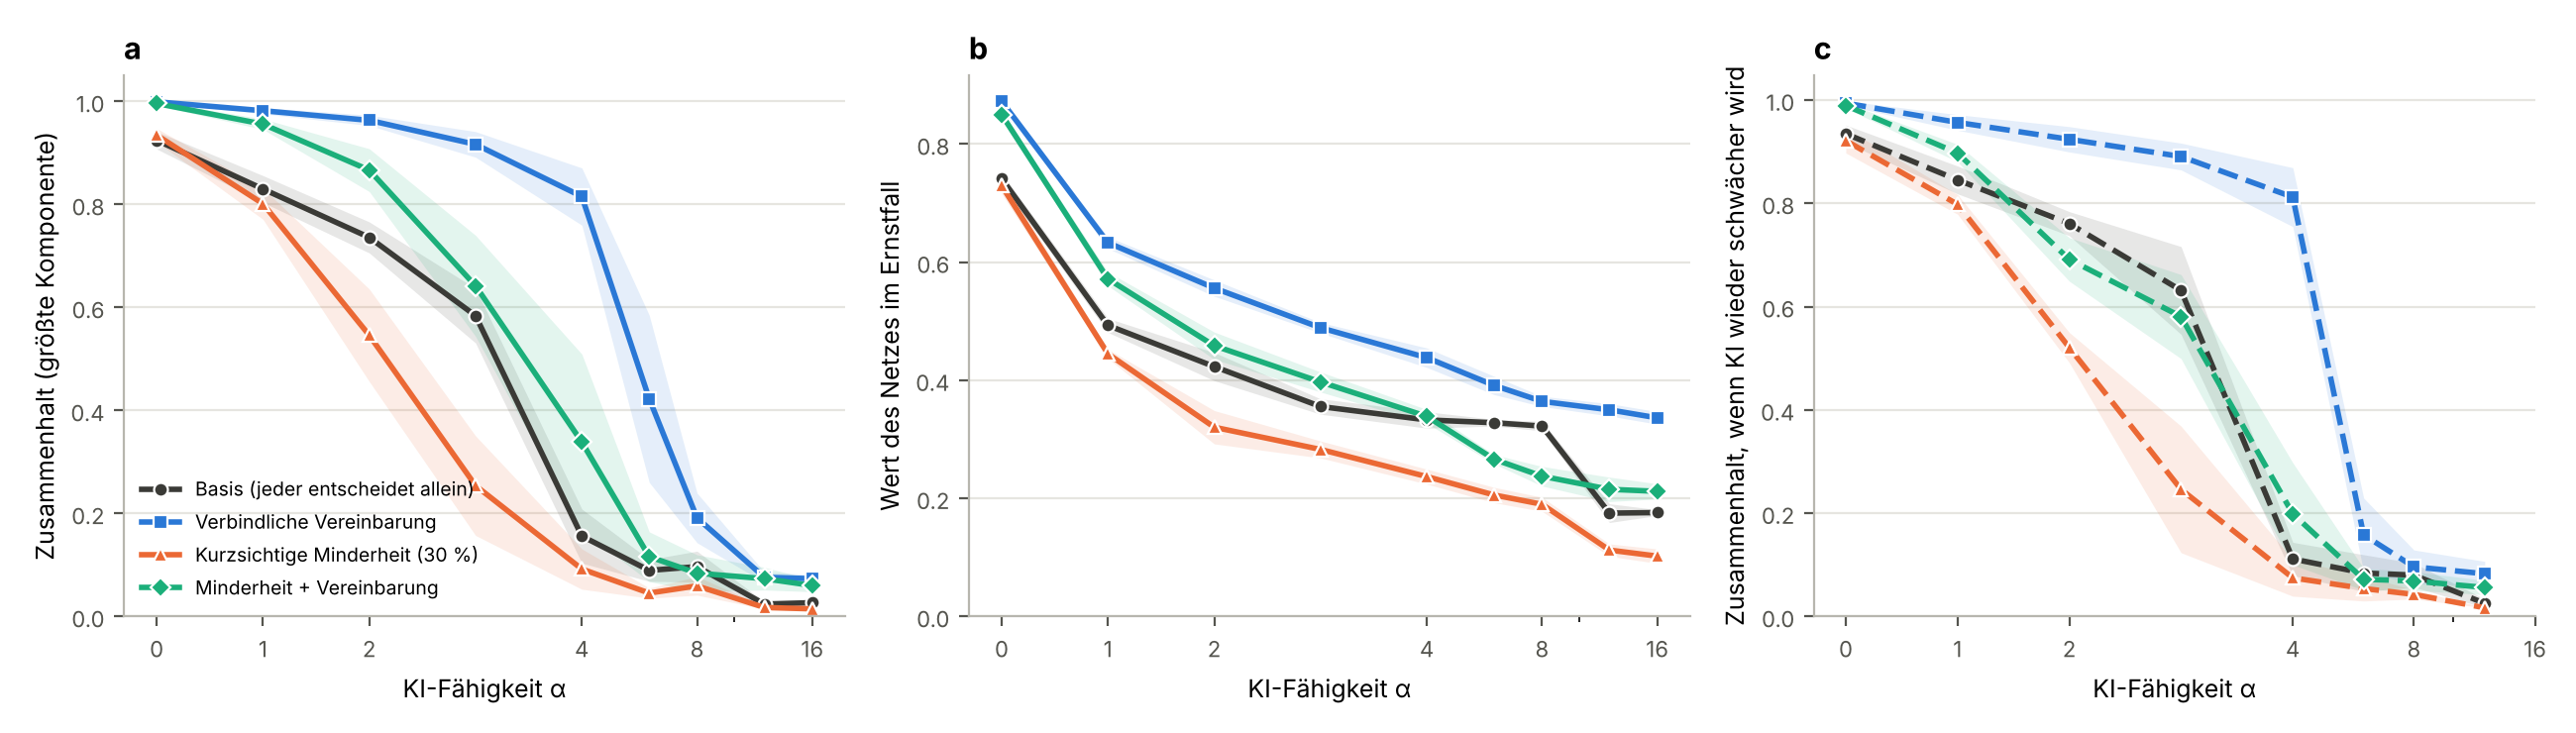 a
Zusammenhalt (größte Komponente)
1.0
0.8
0.6
0.4
0.2
0.0
Basis (jeder entscheidet allein)
Verbindliche Vereinbarung
Kurzsichtige Minderheit (30 %)
Minderheit + Vereinbarung
0 1 2 4 8 16
KI-Fähigkeit α
b
Wert des Netzes im Ernstfall
0.8
0.6
0.4
0.2
0.0
0 1 2 4 8 16
KI-Fähigkeit α
c
Zusammenhalt, wenn KI wieder schwächer wird
1.0
0.8
0.6
0.4
0.2
0.0
0 1 2 4 8 16
KI-Fähigkeit α